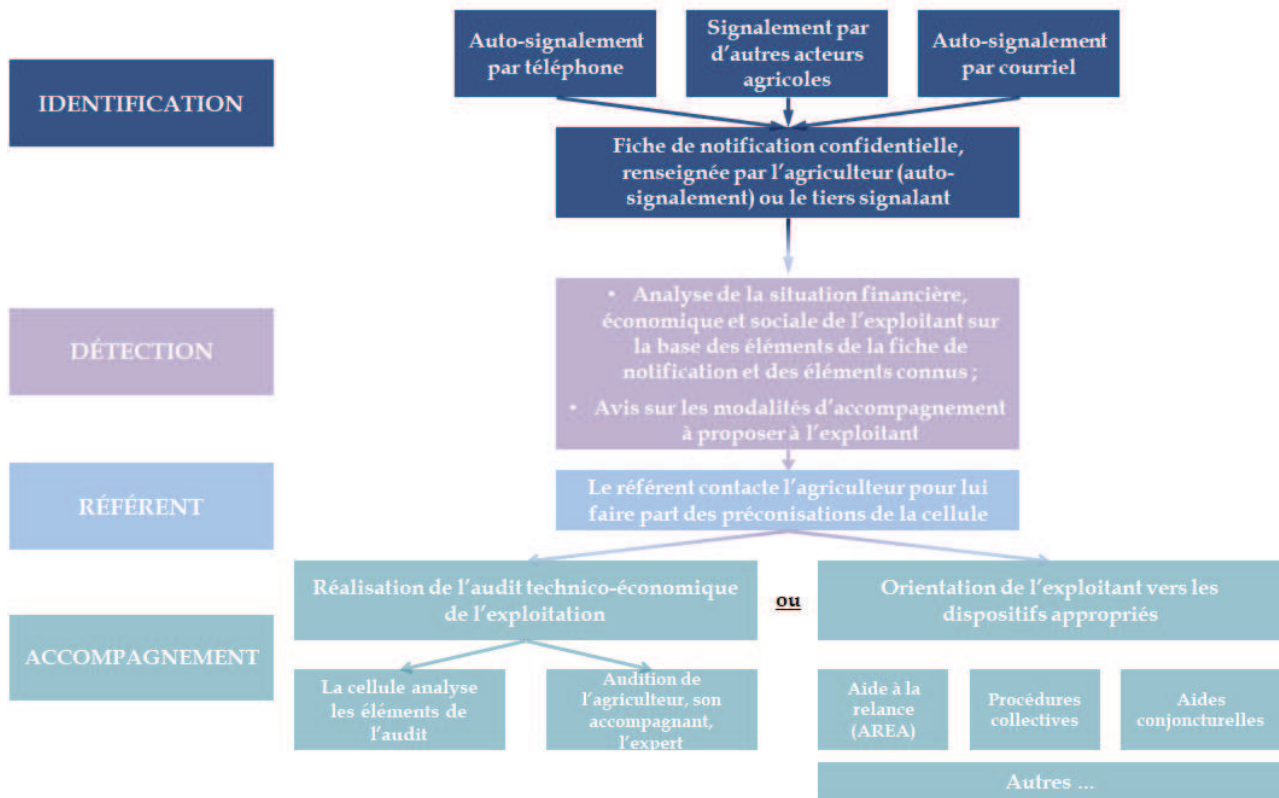 Auto-signalement
par téléphone
Signalement par
d'autres acteurs
agricoles
Auto-signalement
par courriel
IDENTIFICATION
Fiche de notification confidentielle,
renseignée par l'agriculteur (auto-
signalement) ou le tiers signalant
DÉTECTION
• Analyse de la situation financière,
économique et sociale de l'exploitant sur
la base des éléments de la fiche de
notification et des éléments connus ;
• Avis sur les modalités d'accompagnement
à proposer à l'exploitant
RÉFÉRENT
Le référent contacte l'agriculteur pour lui
faire part des préconisations de la cellule
ACCOMPAGNEMENT
Réalisation de l'audit technico-économique
de l'exploitation
ou
Orientation de l'exploitant vers les
dispositifs appropriés
La cellule analyse
les éléments de
l'audit
Audition de
l'agriculteur, son
accompagnant,
l'expert
Aide à la
relance
(AREA)
Procédures
collectives
Aides
conjoncturelles
Autres ...